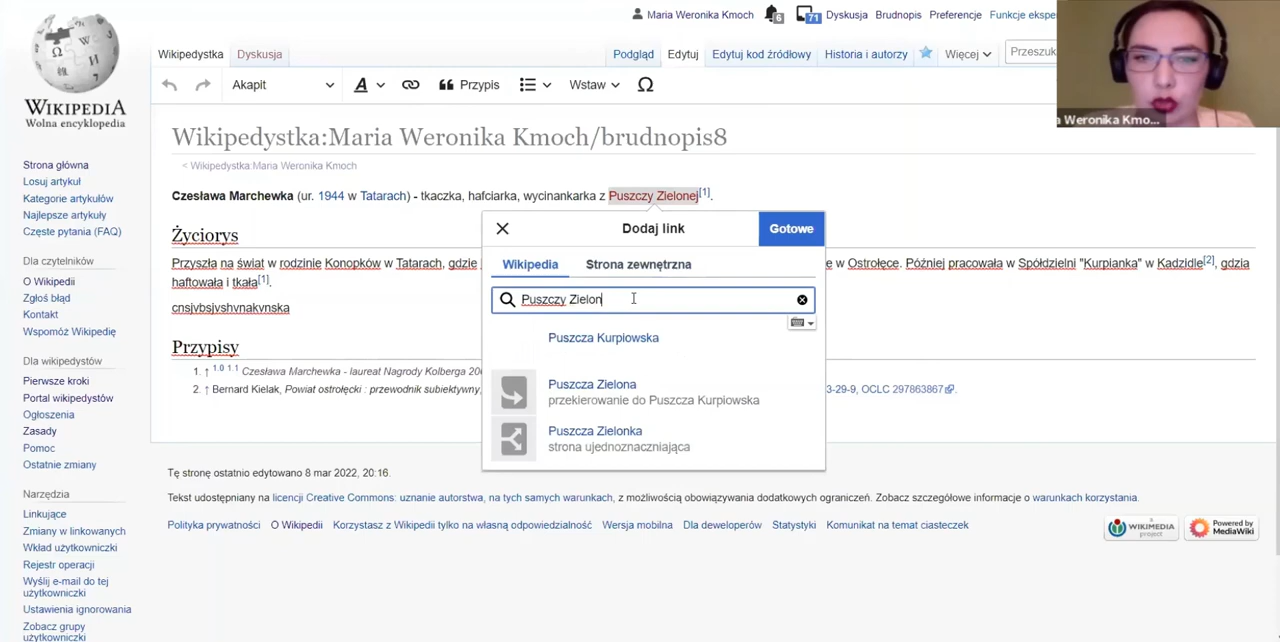 Maria Weronika Kmoch 6 71 Dyskusja Brudnopis Preferencje Funkcje ekspe
Wikipedystka Dyskusja Podgląd Edytuj Edytuj kod źródłowy Historia i autorzy Więcej Przeszuk
Akapit A Przypis Wstaw Ω
WIKIPEDIA
Wolna encyklopedia
Maria Weronika Kmo...
Wikipedystka:Maria Weronika Kmoch/brudnopis8
< Wikipedystka:Maria Weronika Kmoch
Czesława Marchewka (ur. 1944 w Tatarach) - tkaczka, hafciarka, wycinankarka z Puszczy Zielonej[1].
Życiorys
Przyszła na świat w rodzinie Konopków w Tatarach, gdzie e w Ostrołęce. Później pracowała w Spółdzielni "Kurpianka" w Kadzidle[2], gdzia
haftowała i tkała[1].
cnsjvbsjvshvnakvnska
Przypisy
1. ↑ 1.0 1.1 Czesława Marchewka - laureat Nagrody Kolberga 20
2. ↑ Bernard Kielak, Powiat ostrołęcki : przewodnik subiektywny, 3-29-9, OCLC 297863867.
Dodaj link
Gotowe
Wikipedia Strona zewnętrzna
Puszczy Zielon
Puszcza Kurpiowska
Puszcza Zielona
przekierowanie do Puszcza Kurpiowska
Puszcza Zielonka
strona ujednoznaczniająca
Strona główna
Losuj artykuł
Kategorie artykułów
Najlepsze artykuły
Częste pytania (FAQ)
Dla czytelników
O Wikipedii
Zgłoś błąd
Kontakt
Wspomóż Wikipedię
Dla wikipedystów
Pierwsze kroki
Portal wikipedystów
Ogłoszenia
Zasady
Pomoc
Ostatnie zmiany
Narzędzia
Linkujące
Zmiany w linkowanych
Wkład użytkowniczki
Rejestr operacji
Wyślij e-mail do tej
użytkowniczki
Ustawienia ignorowania
Zobacz grupy
użytkowniczki
Tę stronę ostatnio edytowano 8 mar 2022, 20:16.
Tekst udostępniany na licencji Creative Commons: uznanie autorstwa, na tych samych warunkach, z możliwością obowiązywania dodatkowych ograniczeń. Zobacz szczegółowe informacje o warunkach korzystania.
Polityka prywatności O Wikipedii Korzystasz z Wikipedii tylko na własną odpowiedzialność Wersja mobilna Dla deweloperów Statystyki Komunikat na temat ciasteczek
A WIKIMEDIA project
Powered by MediaWiki